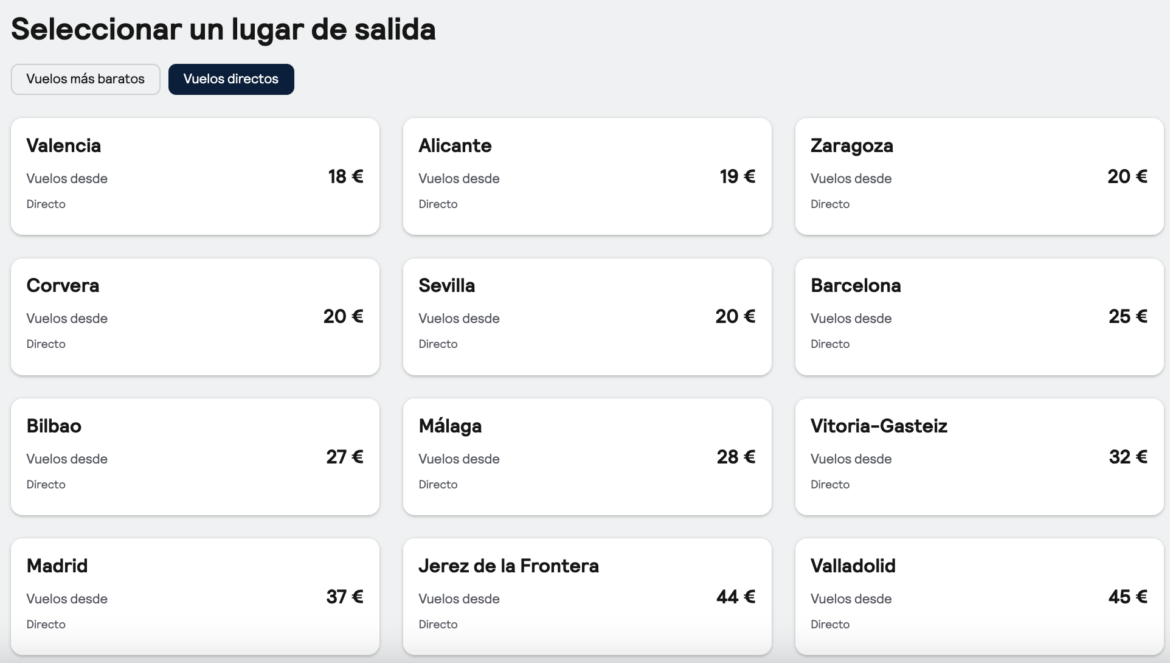 Seleccionar un lugar de salida
Vuelos más baratos
Vuelos directos
Valencia
Vuelos desde
18 €
Directo
Alicante
Vuelos desde
19 €
Directo
Zaragoza
Vuelos desde
20 €
Directo
Corvera
Vuelos desde
20 €
Directo
Sevilla
Vuelos desde
20 €
Directo
Barcelona
Vuelos desde
25 €
Directo
Bilbao
Vuelos desde
27 €
Directo
Málaga
Vuelos desde
28 €
Directo
Vitoria-Gasteiz
Vuelos desde
32 €
Directo
Madrid
Vuelos desde
37 €
Directo
Jerez de la Frontera
Vuelos desde
44 €
Directo
Valladolid
Vuelos desde
45 €
Directo